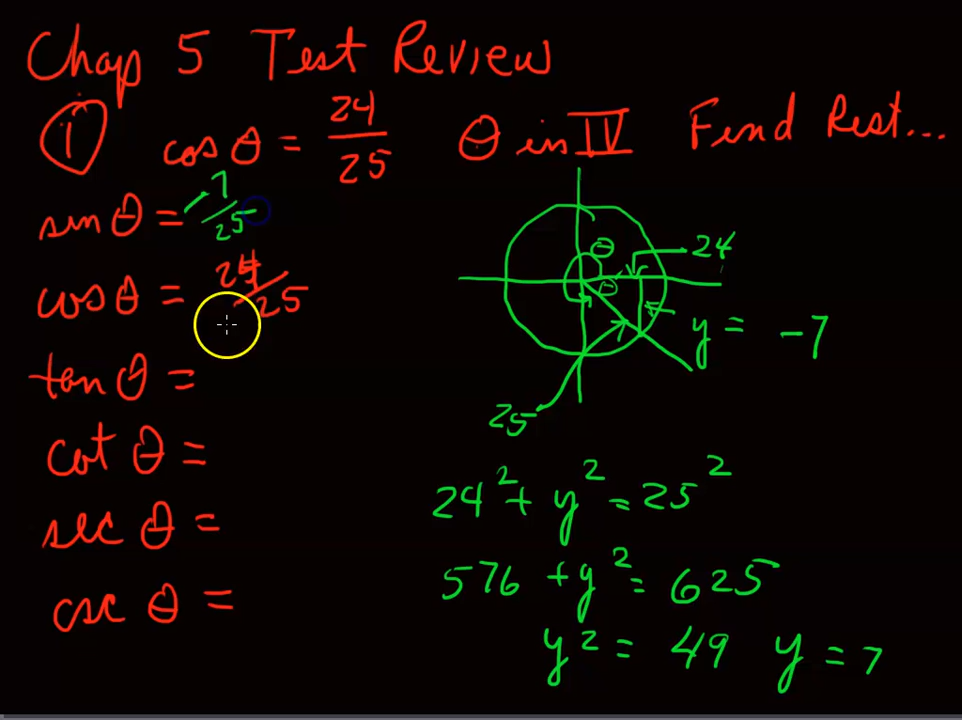 Chap 5 Test Review
① cos θ = 24/25 θ in IV Find Rest...
sin θ = -7/25
cos θ = 24/25
tan θ =
cot θ =
sec θ =
csc θ =
θ
24
θ'
y = -7
25
24² + y² = 25²
576 + y² = 625
y² = 49 y = 7